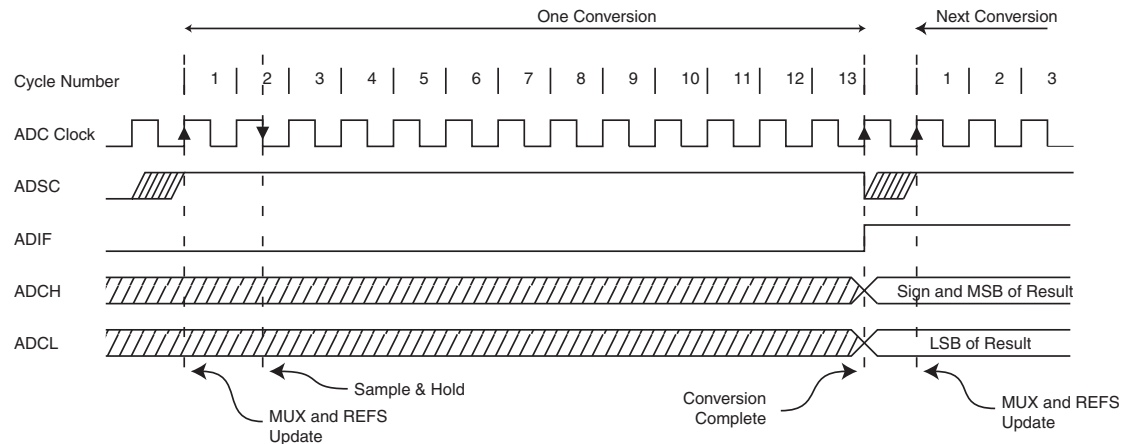 One Conversion Next Conversion
Cycle Number 1 2 3 4 5 6 7 8 9 10 11 12 13 1 2 3
ADC Clock
ADSC
ADIF
ADCH Sign and MSB of Result
ADCL LSB of Result
MUX and REFS
Update
Sample & Hold
Conversion
Complete
MUX and REFS
Update